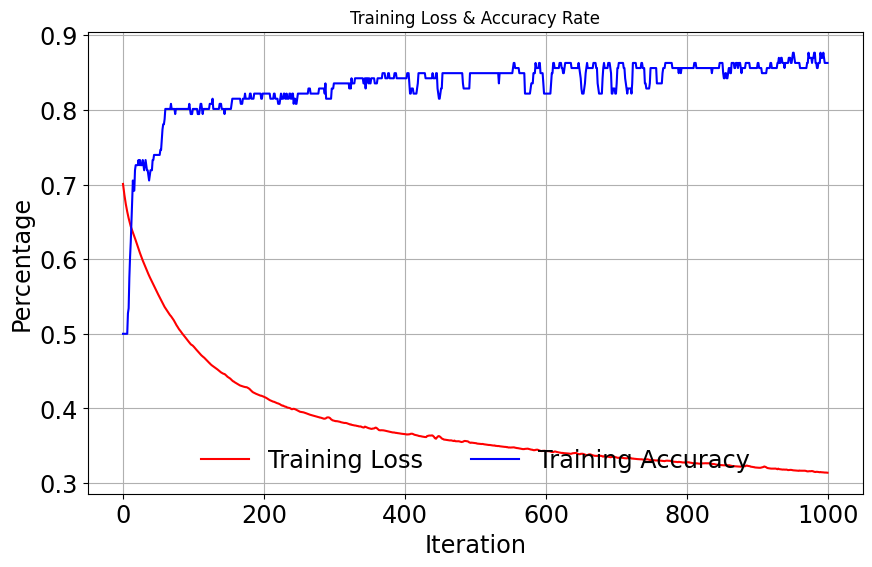 Training Loss & Accuracy Rate
Percentage
0.9
0.8
0.7
0.6
0.5
0.4
0.3
Training Loss
Training Accuracy
0
200
400
600
800
1000
Iteration